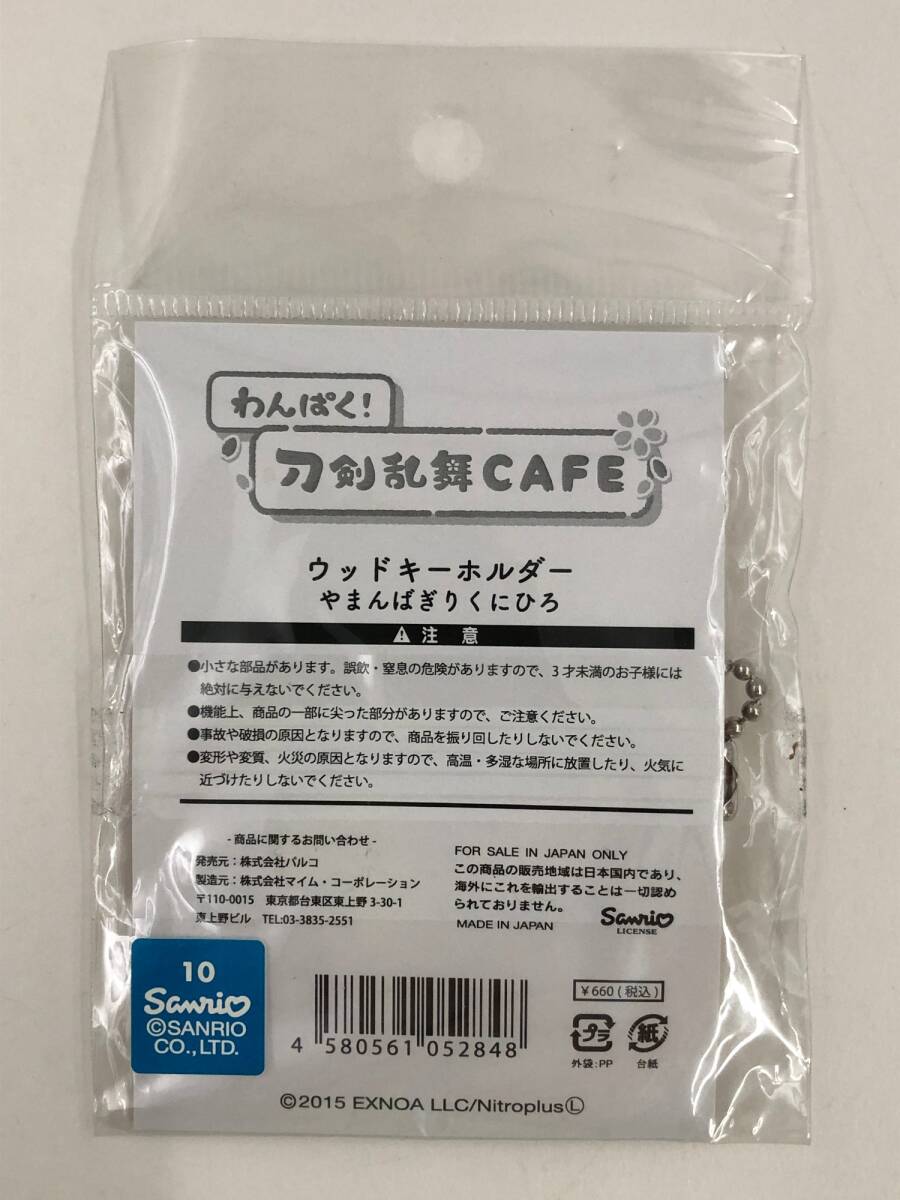 わんぱく!
刀剣乱舞CAFE
ウッドキーホルダー
やまんばぎりくにひろ
注 意
●小さな部品があります。誤飲・窒息の危険がありますので、3才未満のお子様には
絶対に与えないでください。
●機能上、商品の一部に尖った部分がありますので、ご注意ください。
●事故や破損の原因となりますので、商品を振り回したりしないでください。
●変形や変質、火災の原因となりますので、高温・多湿な場所に放置したり、火気に
近づけたりしないでください。
- 商品に関するお問い合わせ -
発売元:株式会社パルコ
製造元:株式会社マイム・コーポレーション
〒110-0015 東京都台東区東上野 3-30-1
東上野ビル TEL:03-3835-2551
FOR SALE IN JAPAN ONLY
この商品の販売地域は日本国内であり、
海外にこれを輸出することは一切認め
られておりません。
MADE IN JAPAN
Sanrio
LICENSE
10
Sanrio
©SANRIO
CO.,LTD.
4 580561 052848
¥660(税込)
プラ
外袋:PP
紙
台紙
©2015 EXNOA LLC/Nitroplus Ⓛ